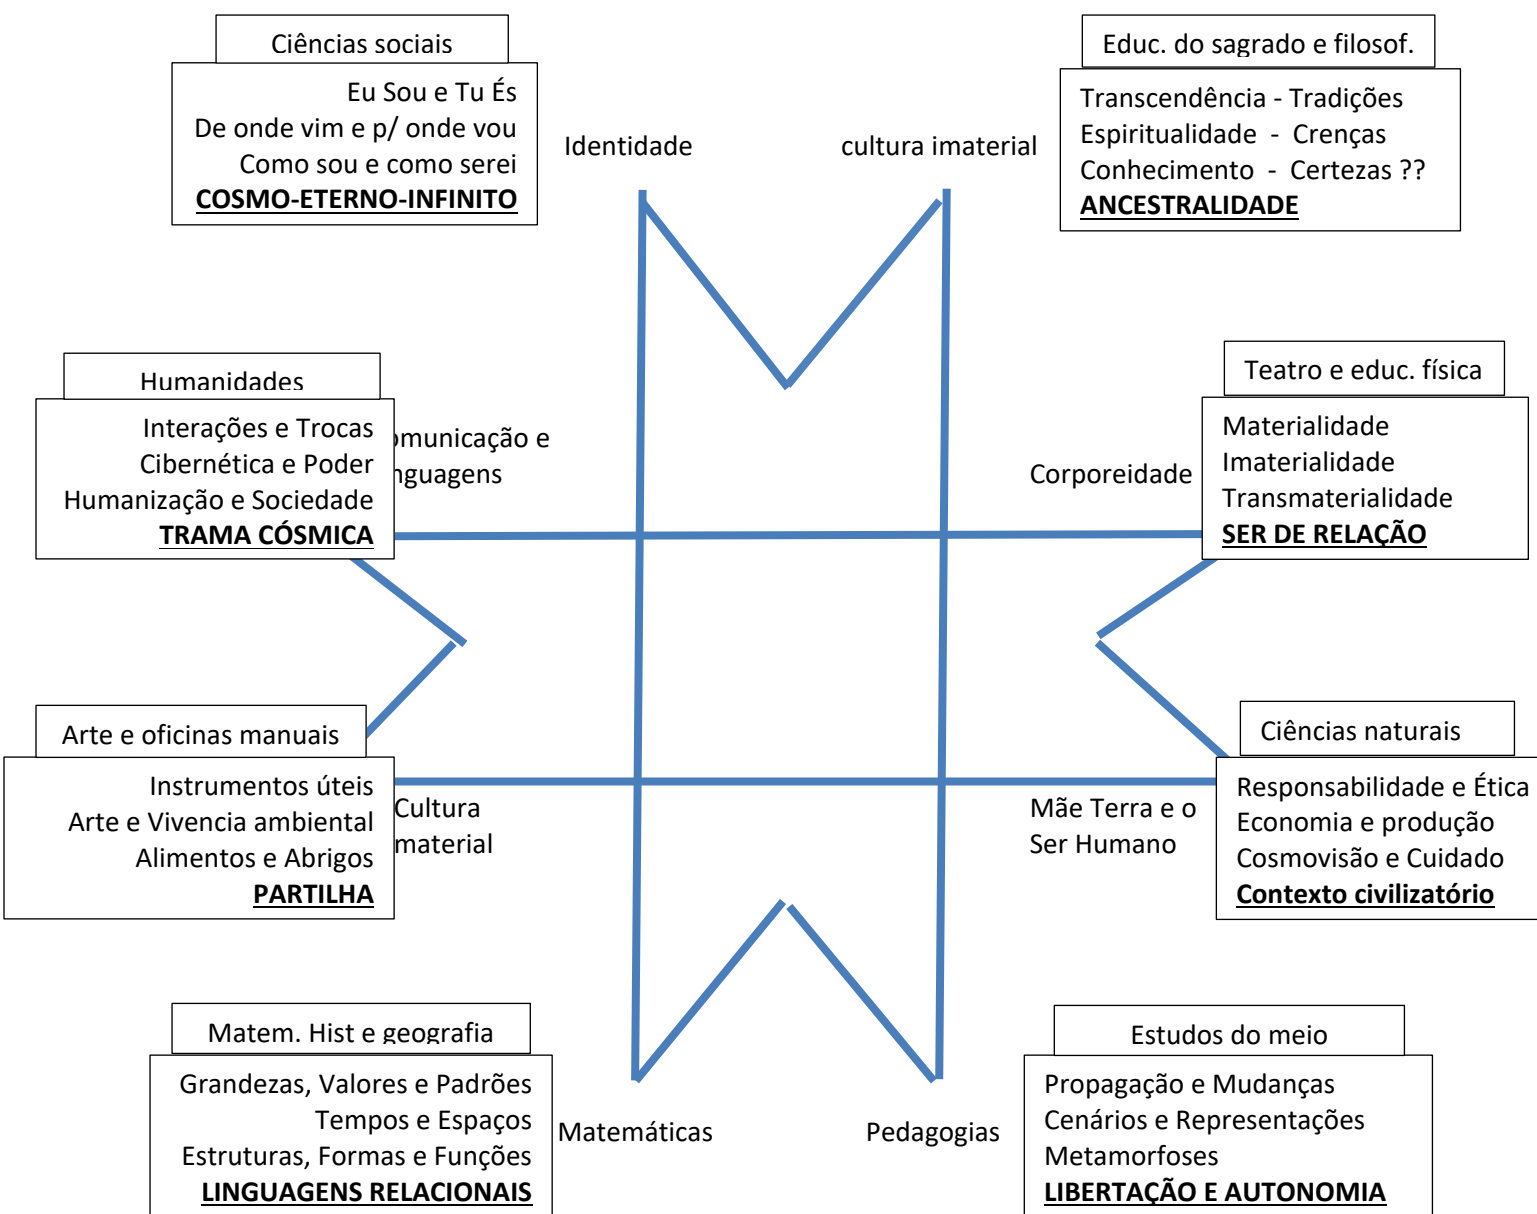 Ciências sociais
Eu Sou e Tu És
De onde vim e p/ onde vou
Como sou e como serei
COSMO-ETERNO-INFINITO
Identidade
cultura imaterial
Educ. do sagrado e filosof.
Transcendência - Tradições
Espiritualidade - Crenças
Conhecimento - Certezas ??
ANCESTRALIDADE
Humanidades
Interações e Trocas
Cibernética e Poder
Humanização e Sociedade
TRAMA CÓSMICA
omunicação e
nguagens
Corporeidade
Teatro e educ. física
Materialidade
Imaterialidade
Transmaterialidade
SER DE RELAÇÃO
Arte e oficinas manuais
Instrumentos úteis
Arte e Vivencia ambiental
Alimentos e Abrigos
PARTILHA
Cultura
material
Mãe Terra e o
Ser Humano
Ciências naturais
Responsabilidade e Ética
Economia e produção
Cosmovisão e Cuidado
Contexto civilizatório
Matem. Hist e geografia
Grandezas, Valores e Padrões
Tempos e Espaços
Estruturas, Formas e Funções
LINGUAGENS RELACIONAIS
Matemáticas
Pedagogias
Estudos do meio
Propagação e Mudanças
Cenários e Representações
Metamorfoses
LIBERTAÇÃO E AUTONOMIA